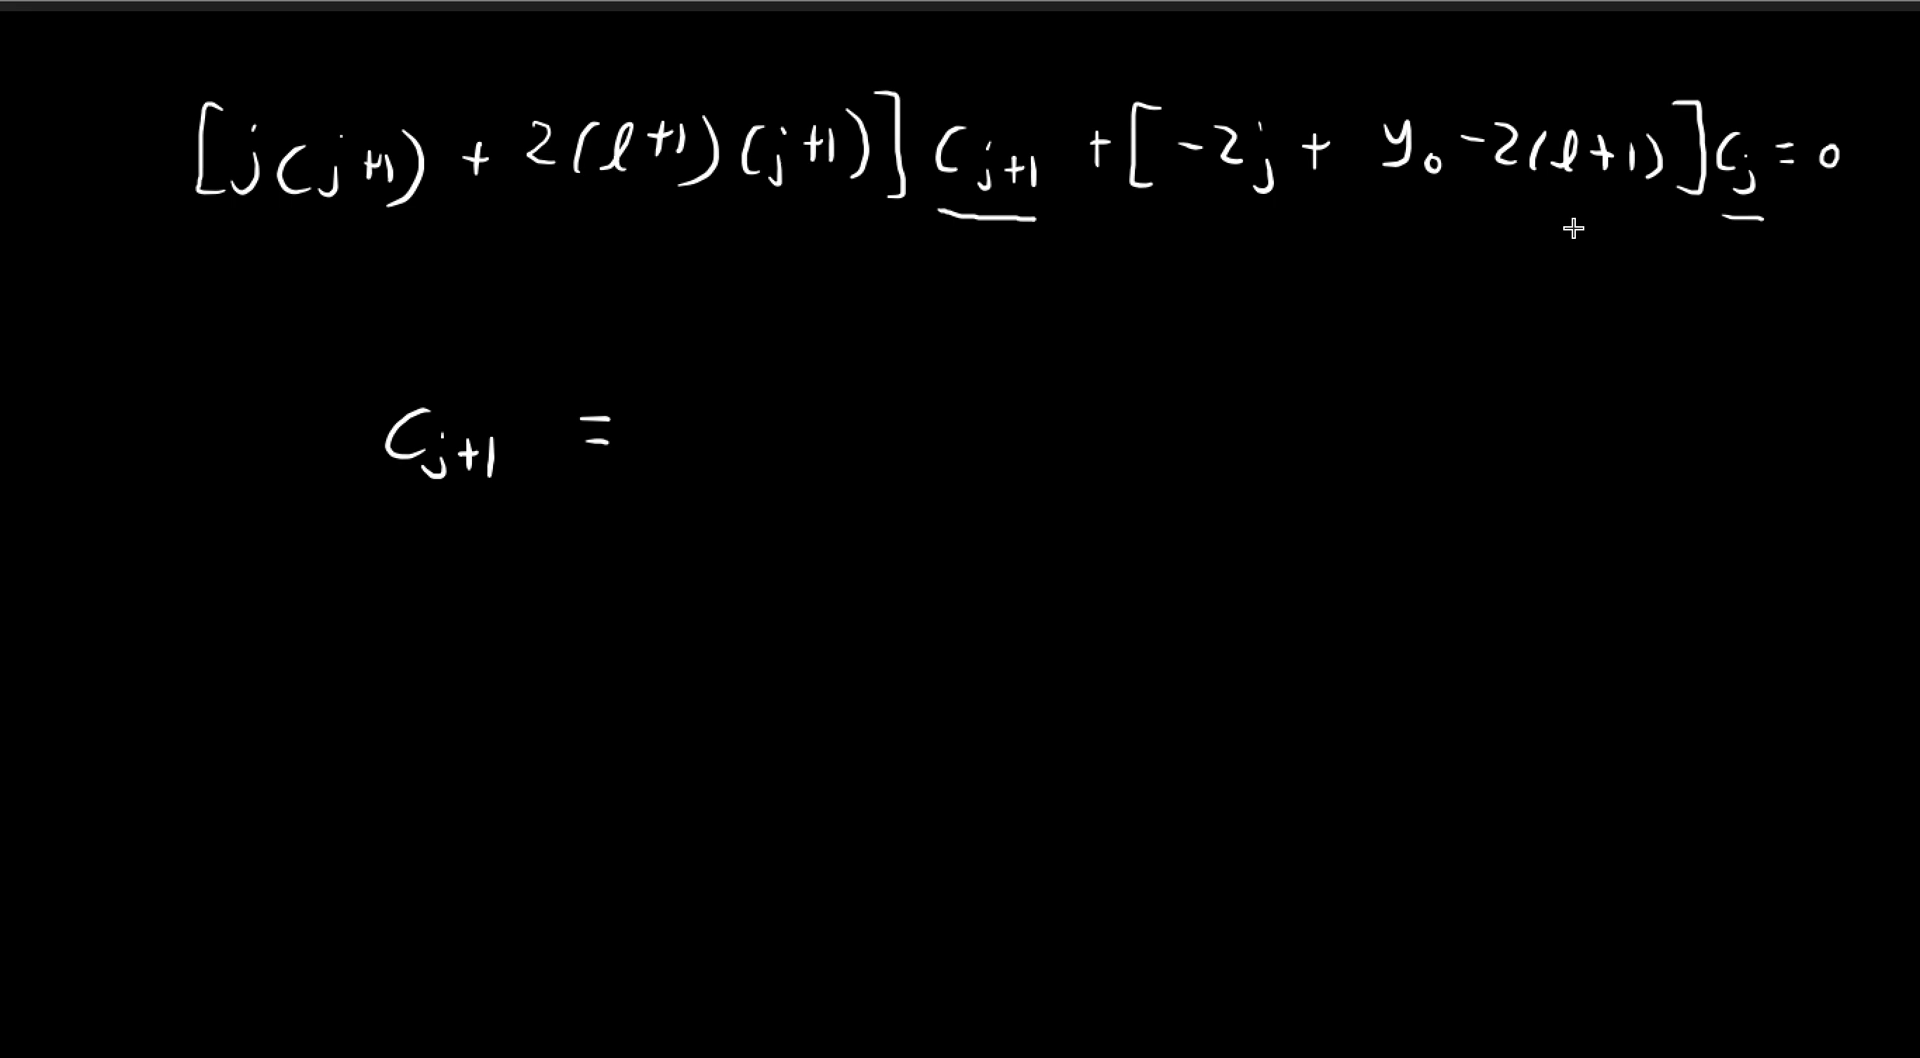 [j(j+1) + 2(l+1)(j+1)] C_{j+1} + [-2j + y_0 - 2(l+1)] C_j = 0
C_{j+1} =